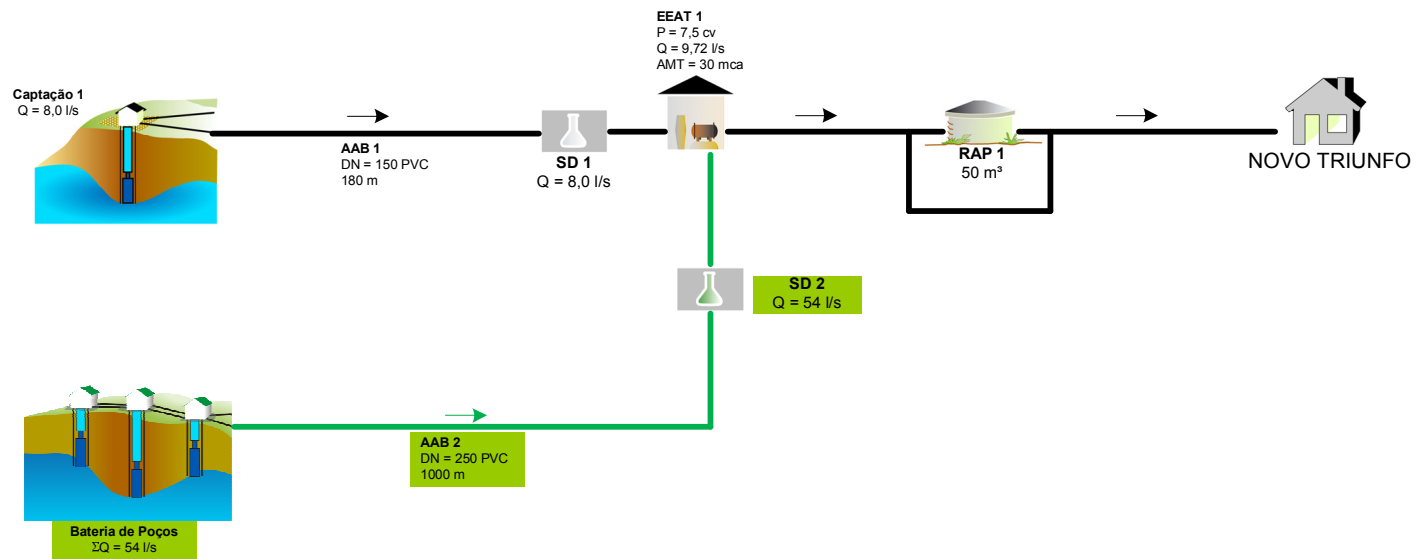 EEAT 1
P = 7,5 cv
Q = 9,72 l/s
AMT = 30 mca
Captação 1
Q = 8,0 l/s
AAB 1
DN = 150 PVC
180 m
SD 1
Q = 8,0 l/s
RAP 1
50 m³
NOVO TRIUNFO
SD 2
Q = 54 l/s
AAB 2
DN = 250 PVC
1000 m
Bateria de Poços
ΣQ = 54 l/s